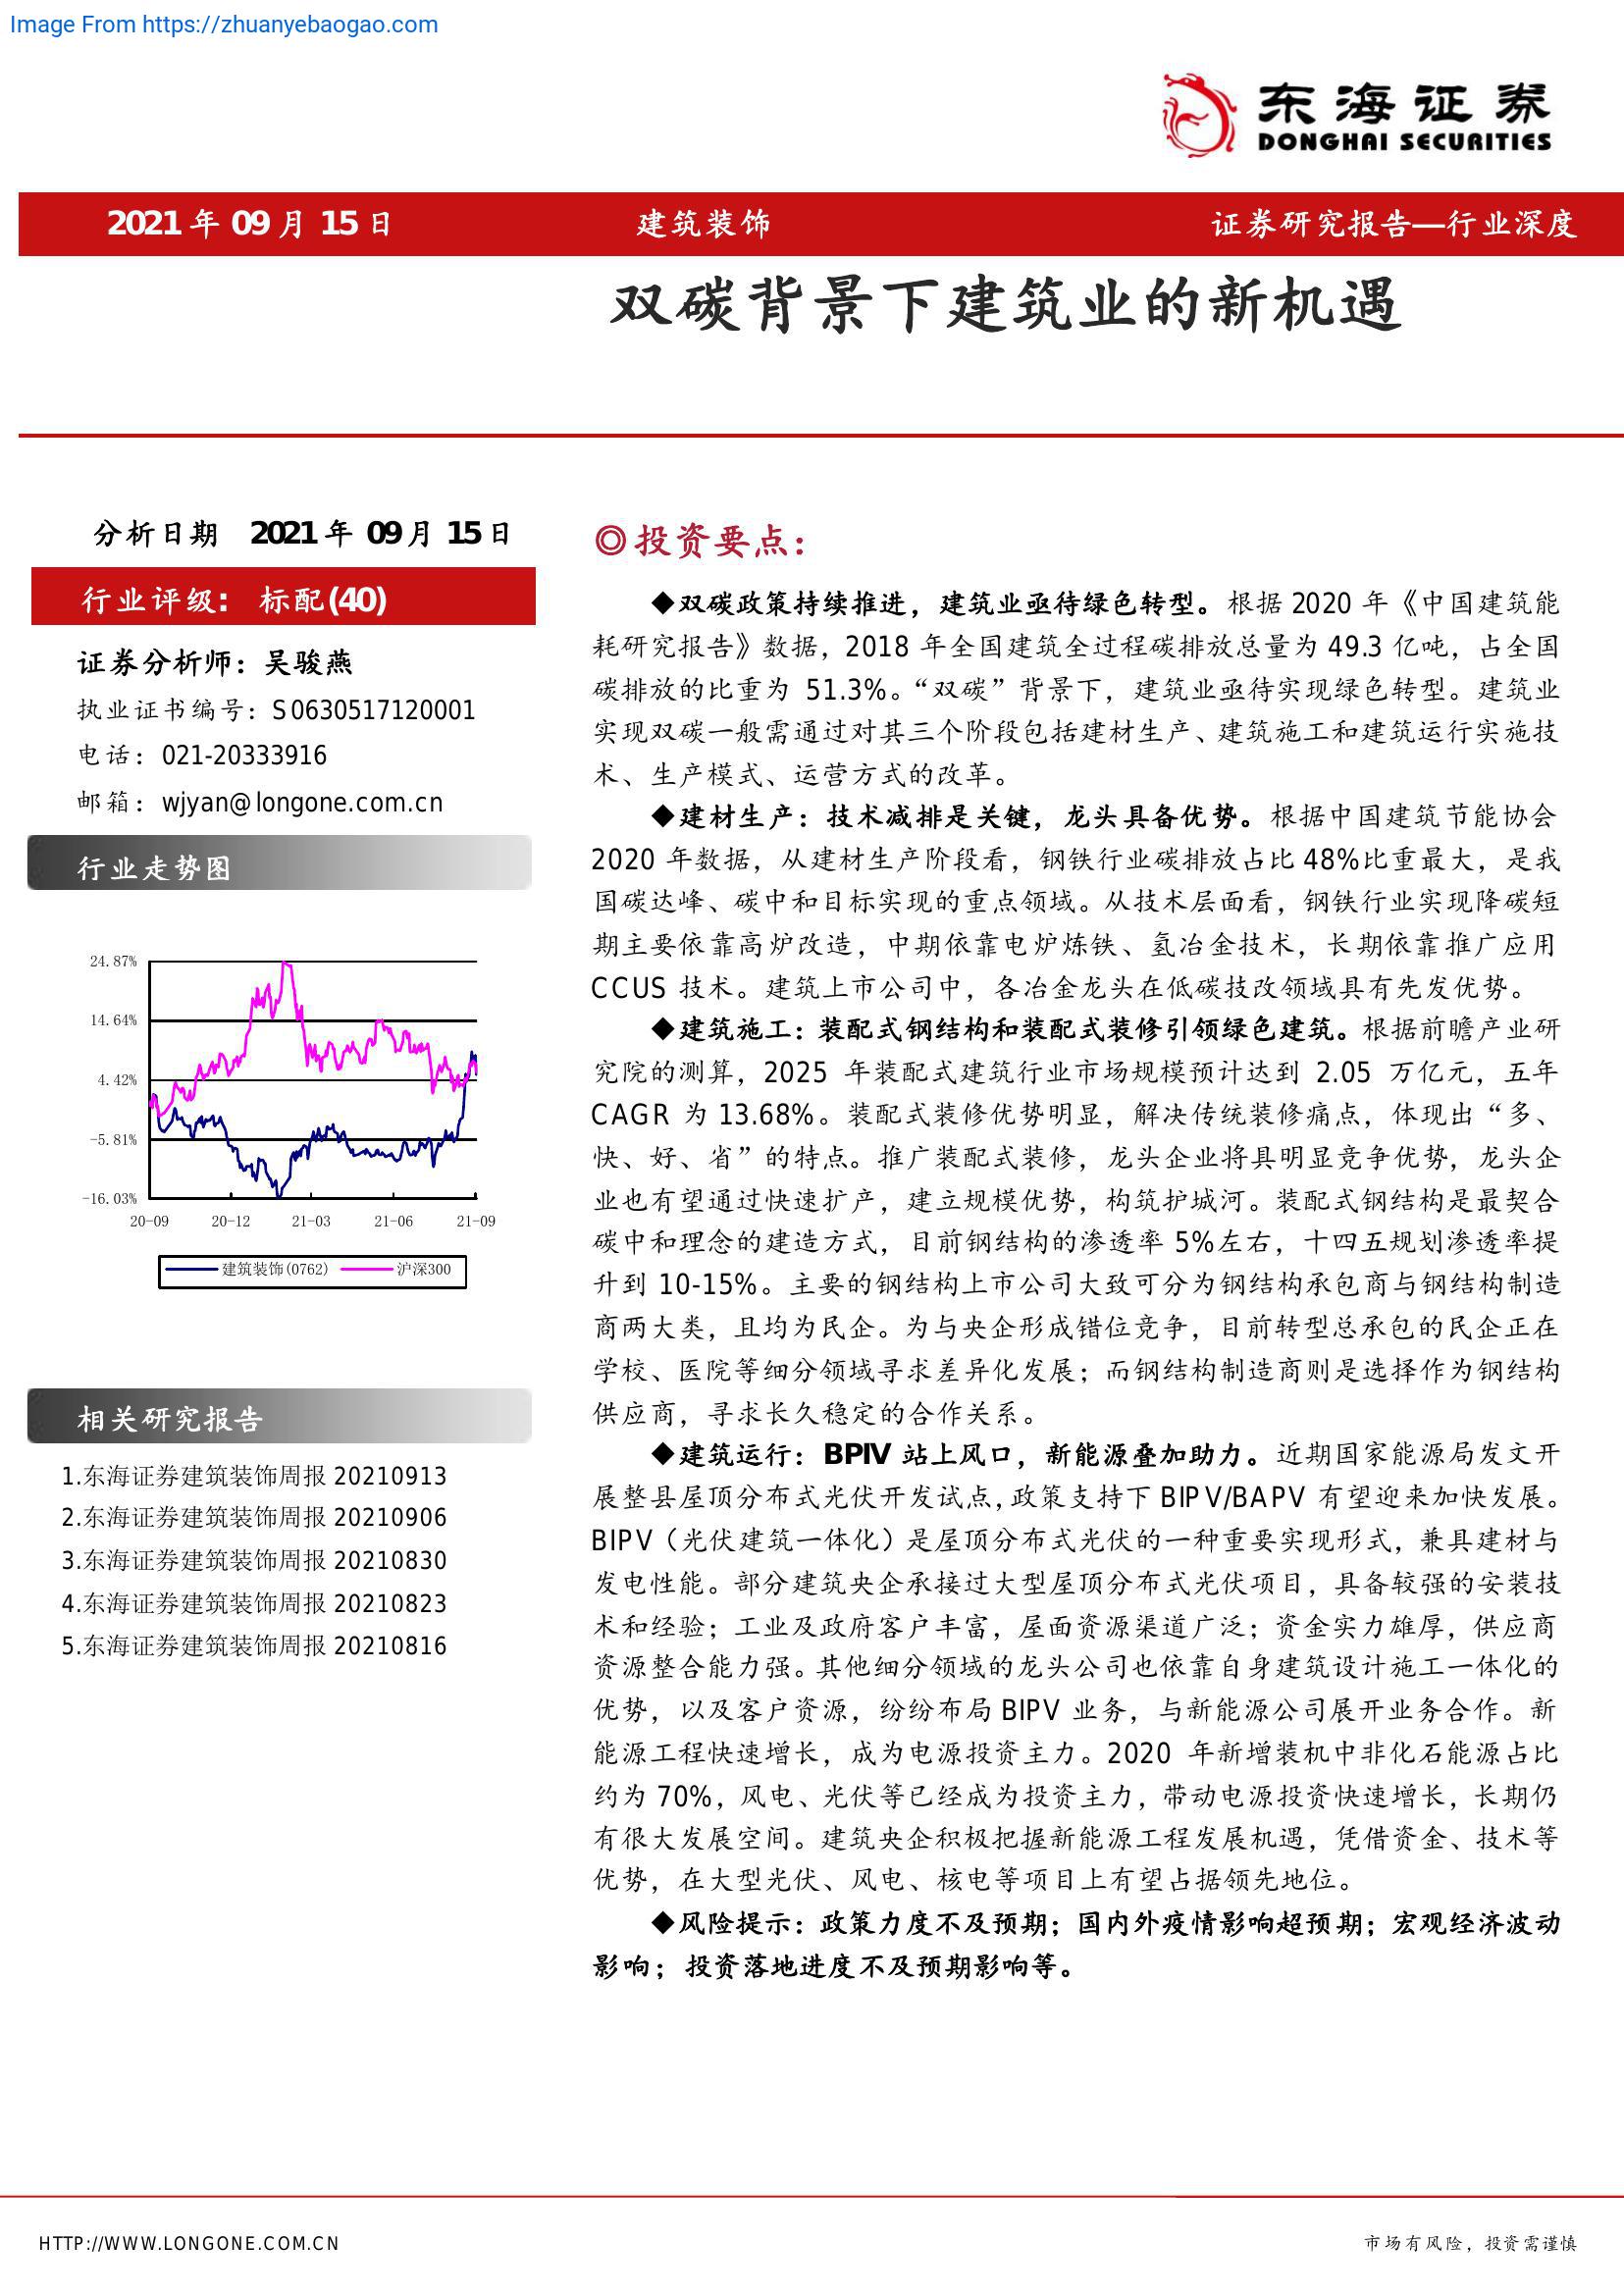 Image From https://zhuanyebaogao.com
东海证券
DONGHAI SECURITIES
2021年09月15日 建筑装饰 证券研究报告—行业深度
双碳背景下建筑业的新机遇
分析日期 2021年09月15日
行业评级: 标配(40)
证券分析师：吴骏燕
执业证书编号：S0630517120001
电话：021-20333916
邮箱：wjyan@longone.com.cn
行业走势图
24.87%
14.64%
4.42%
-5.81%
-16.03%
20-09 20-12 21-03 21-06 21-09
建筑装饰(0762) 沪深300
相关研究报告
1.东海证券建筑装饰周报 20210913
2.东海证券建筑装饰周报 20210906
3.东海证券建筑装饰周报 20210830
4.东海证券建筑装饰周报 20210823
5.东海证券建筑装饰周报 20210816
◎投资要点：
◆双碳政策持续推进，建筑业亟待绿色转型。根据 2020 年《中国建筑能
耗研究报告》数据，2018 年全国建筑全过程碳排放总量为 49.3 亿吨，占全国
碳排放的比重为 51.3%。“双碳”背景下，建筑业亟待实现绿色转型。建筑业
实现双碳一般需通过对其三个阶段包括建材生产、建筑施工和建筑运行实施技
术、生产模式、运营方式的改革。
◆建材生产：技术减排是关键，龙头具备优势。根据中国建筑节能协会
2020 年数据，从建材生产阶段看，钢铁行业碳排放占比 48%比重最大，是我
国碳达峰、碳中和目标实现的重点领域。从技术层面看，钢铁行业实现降碳短
期主要依靠高炉改造，中期依靠电炉炼铁、氢冶金技术，长期依靠推广应用
CCUS 技术。建筑上市公司中，各冶金龙头在低碳技改领域具有先发优势。
◆建筑施工：装配式钢结构和装配式装修引领绿色建筑。根据前瞻产业研
究院的测算，2025 年装配式建筑行业市场规模预计达到 2.05 万亿元，五年
CAGR 为 13.68%。装配式装修优势明显，解决传统装修痛点，体现出“多、
快、好、省”的特点。推广装配式装修，龙头企业将具明显竞争优势，龙头企
业也有望通过快速扩产，建立规模优势，构筑护城河。装配式钢结构是最契合
碳中和理念的建造方式，目前钢结构的渗透率 5%左右，十四五规划渗透率提
升到 10-15%。主要的钢结构上市公司大致可分为钢结构承包商与钢结构制造
商两大类，且均为民企。为与央企形成错位竞争，目前转型总承包的民企正在
学校、医院等细分领域寻求差异化发展；而钢结构制造商则是选择作为钢结构
供应商，寻求长久稳定的合作关系。
◆建筑运行：BPIV 站上风口，新能源叠加助力。近期国家能源局发文开
展整县屋顶分布式光伏开发试点，政策支持下 BIPV/BAPV 有望迎来加快发展。
BIPV（光伏建筑一体化）是屋顶分布式光伏的一种重要实现形式，兼具建材与
发电性能。部分建筑央企承接过大型屋顶分布式光伏项目，具备较强的安装技
术和经验；工业及政府客户丰富，屋面资源渠道广泛；资金实力雄厚，供应商
资源整合能力强。其他细分领域的龙头公司也依靠自身建筑设计施工一体化的
优势，以及客户资源，纷纷布局 BIPV 业务，与新能源公司展开业务合作。新
能源工程快速增长，成为电源投资主力。2020 年新增装机中非化石能源占比
约为 70%，风电、光伏等已经成为投资主力，带动电源投资快速增长，长期仍
有很大发展空间。建筑央企积极把握新能源工程发展机遇，凭借资金、技术等
优势，在大型光伏、风电、核电等项目上有望占据领先地位。
◆风险提示：政策力度不及预期；国内外疫情影响超预期；宏观经济波动
影响；投资落地进度不及预期影响等。
HTTP://WWW.LONGONE.COM.CN 市场有风险，投资需谨慎